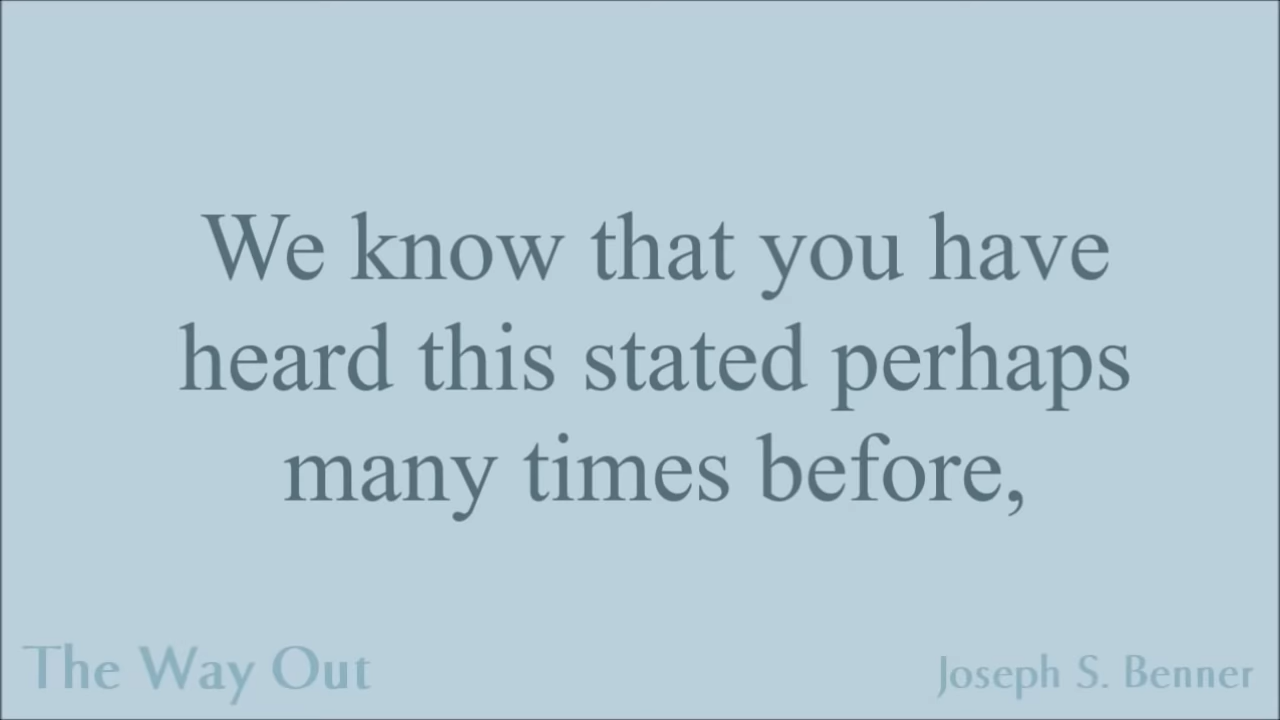 We know that you have
heard this stated perhaps
many times before,
The Way Out
Joseph S. Benner